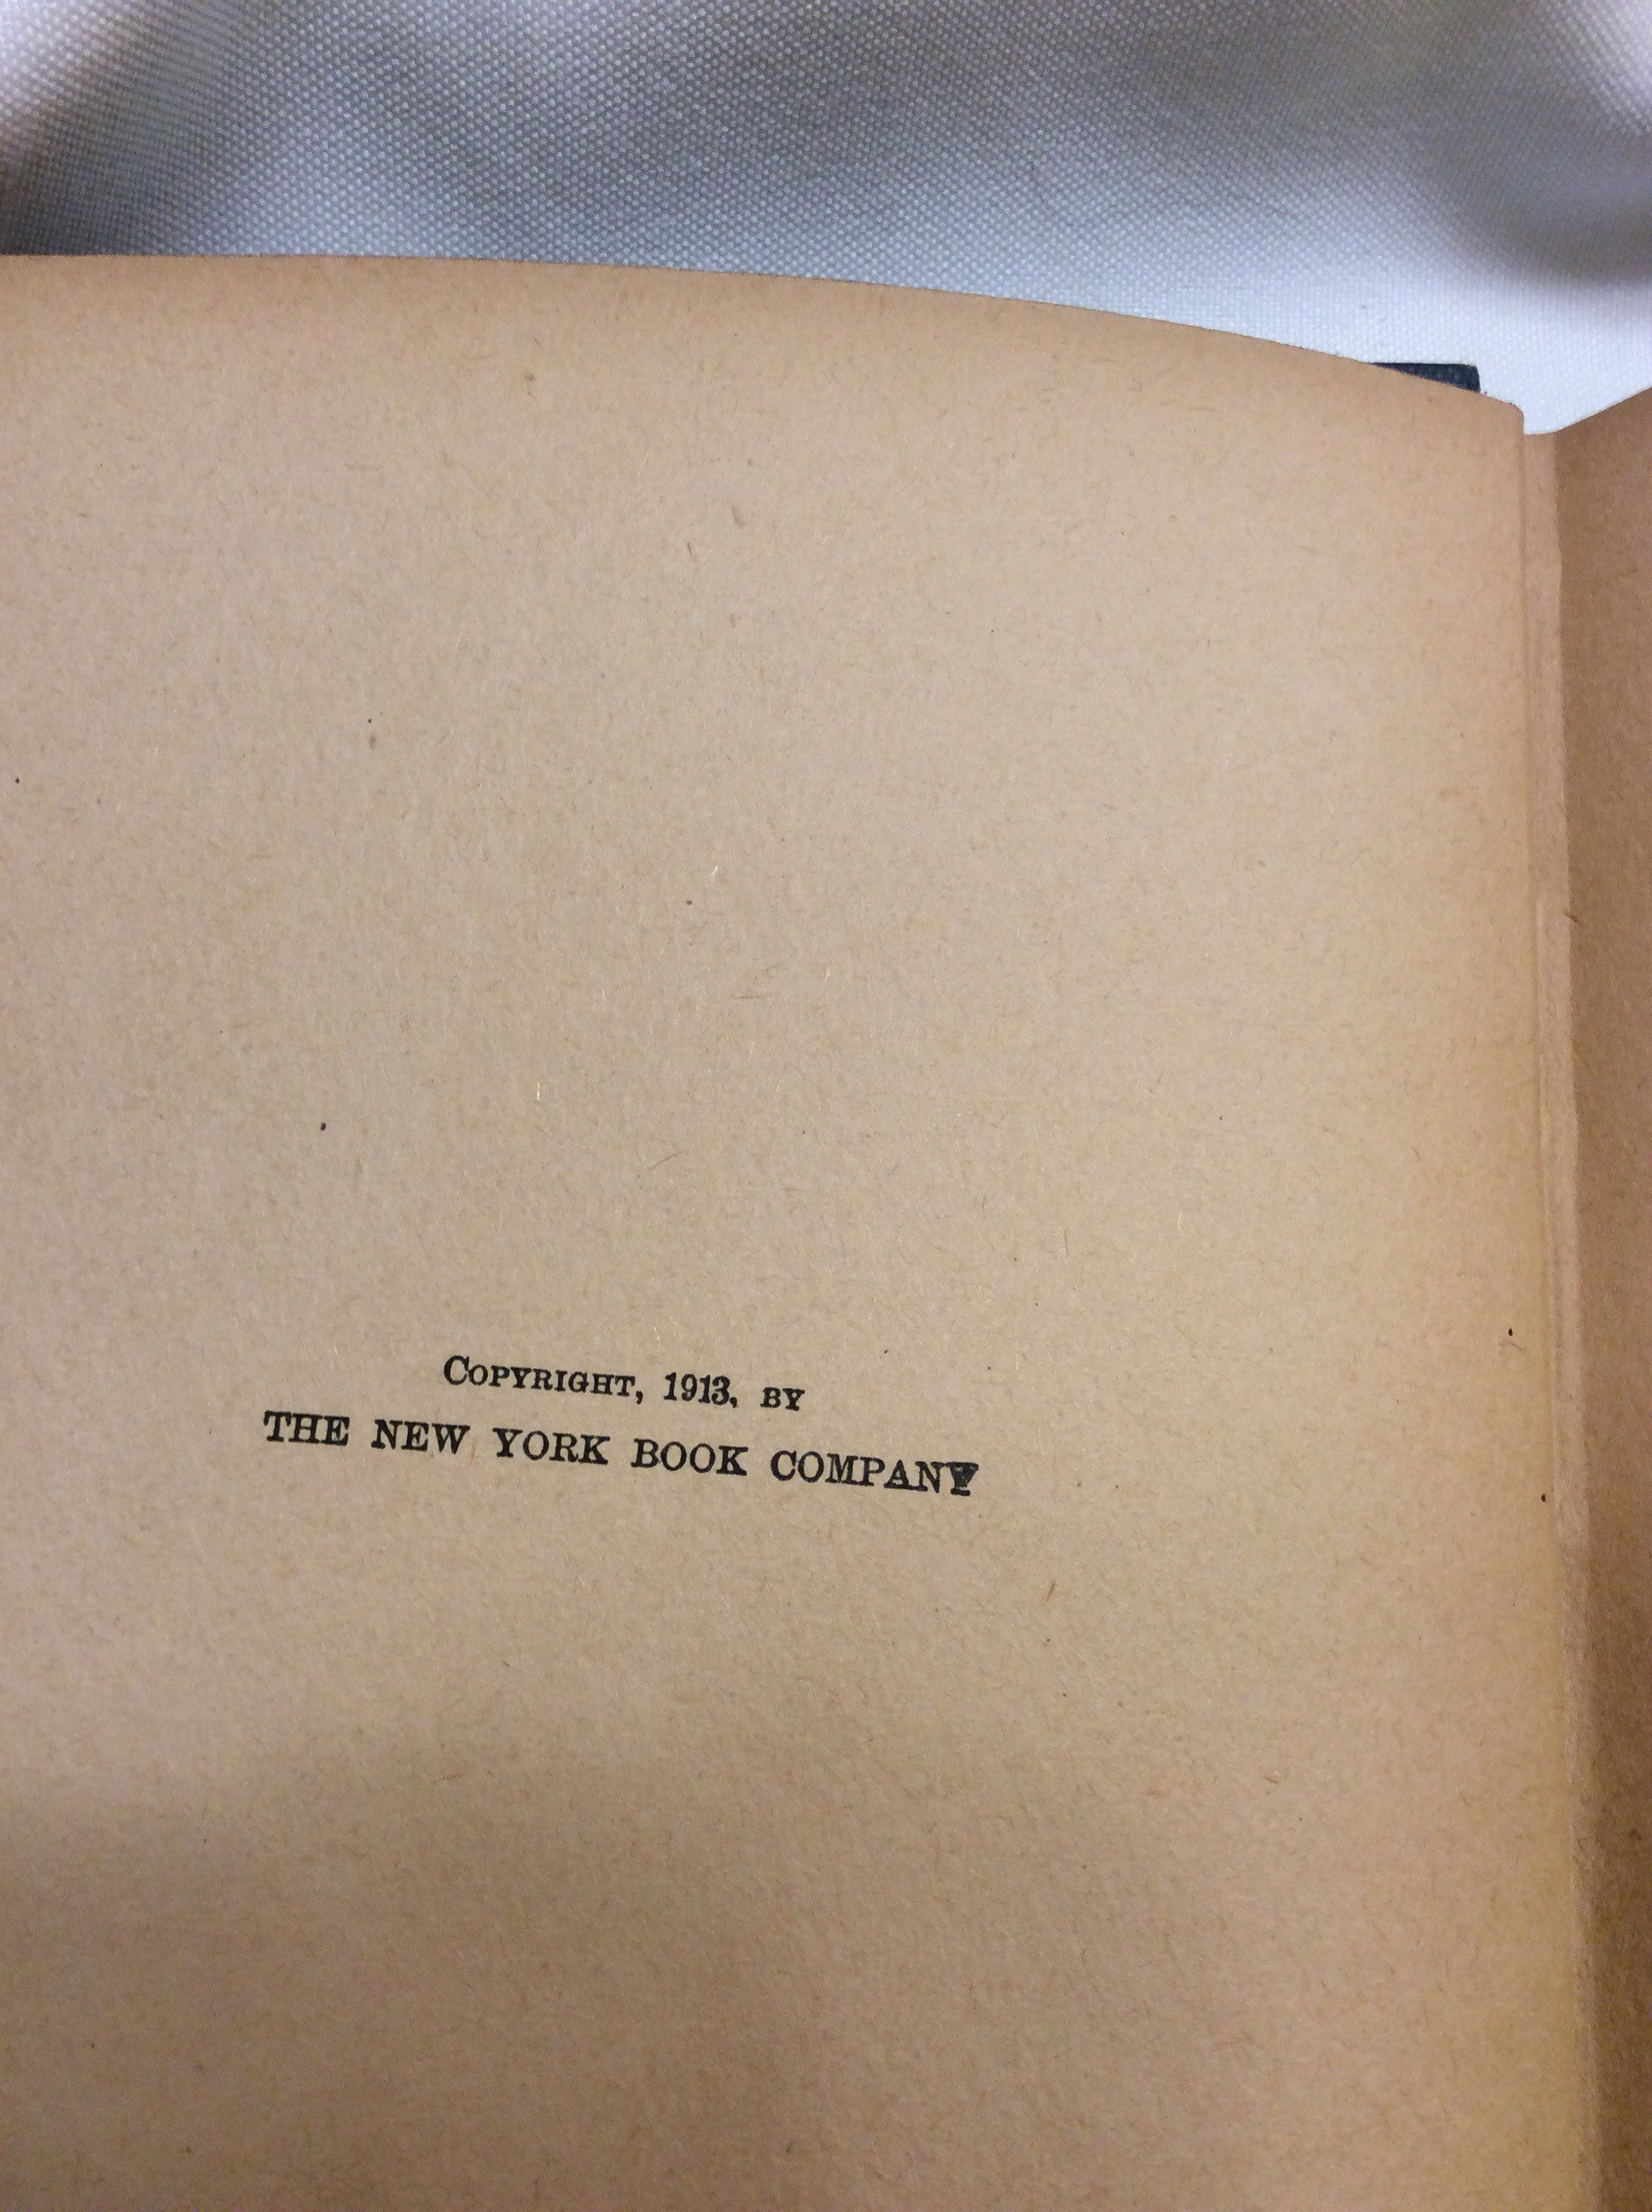 COPYRIGHT, 1913, BY
THE NEW YORK BOOK COMPANY